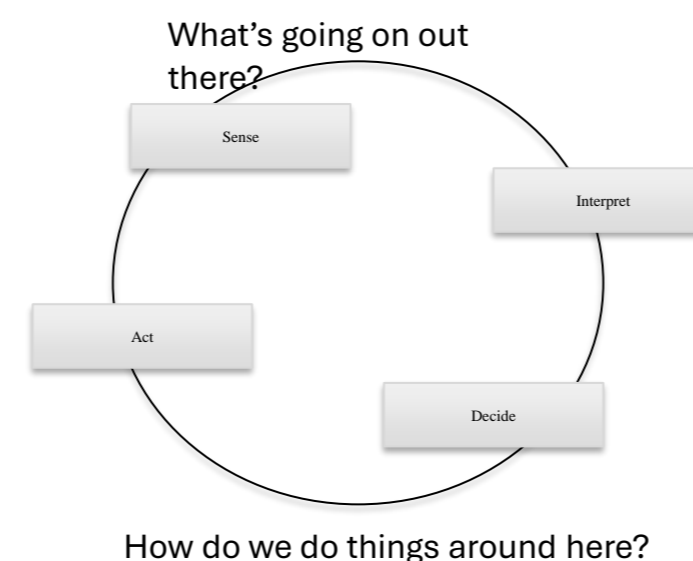 What’s going on out
there?
Sense
Interpret
Act
Decide
How do we do things around here?